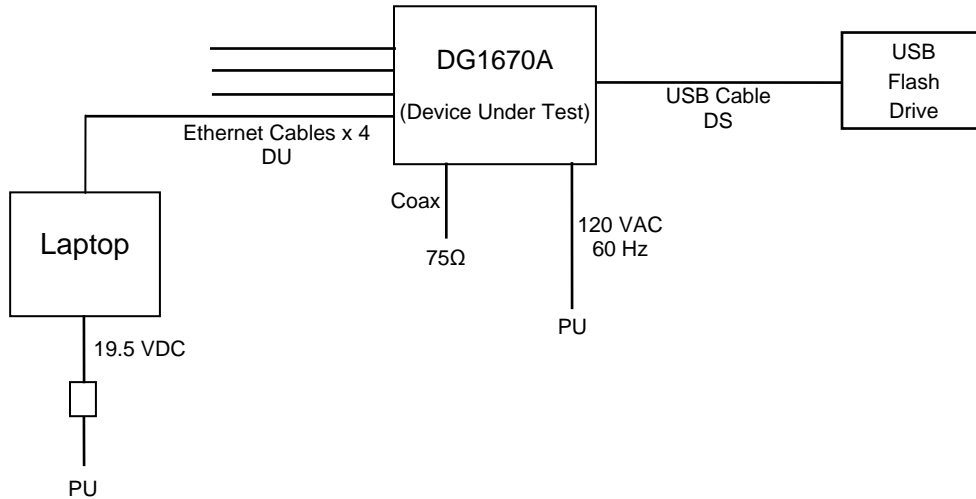 DG1670A
(Device Under Test)
USB
Flash
Drive
USB Cable
DS
Ethernet Cables x 4
DU
Coax
75Ω
120 VAC
60 Hz
PU
Laptop
19.5 VDC
PU